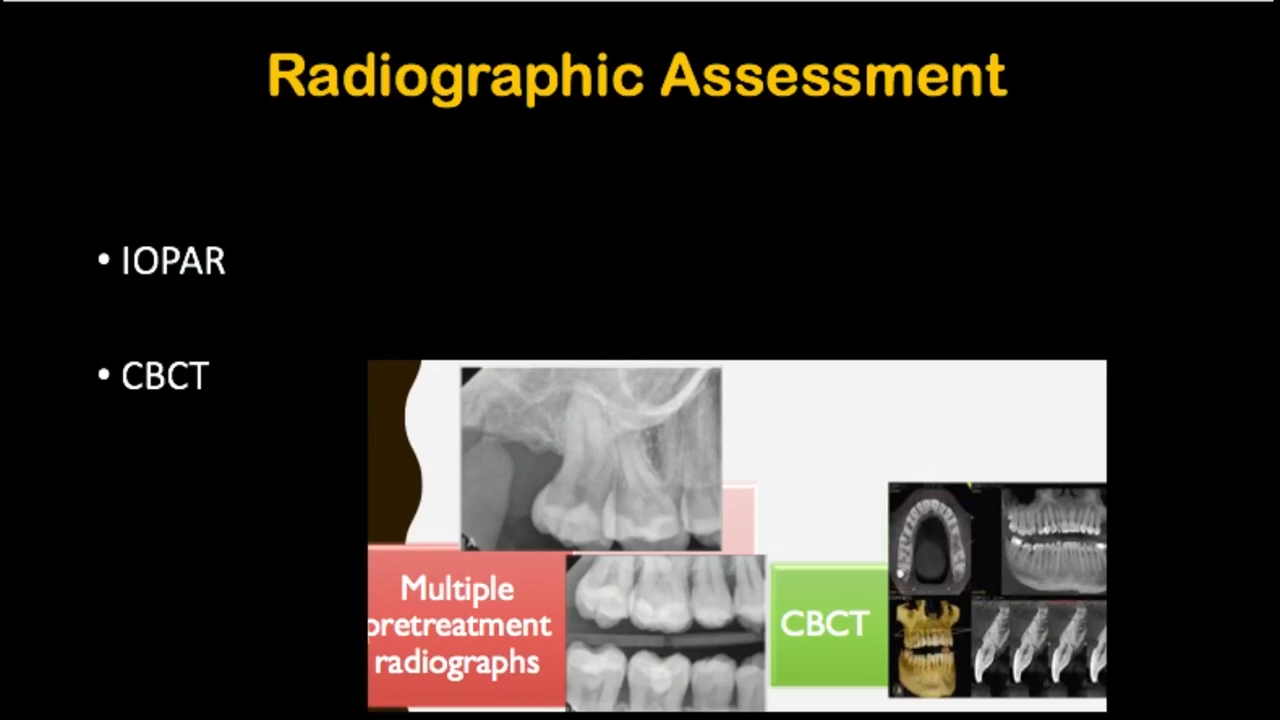 Radiographic Assessment
• IOPAR
• CBCT
Multiple
pretreatment
radiographs
CBCT